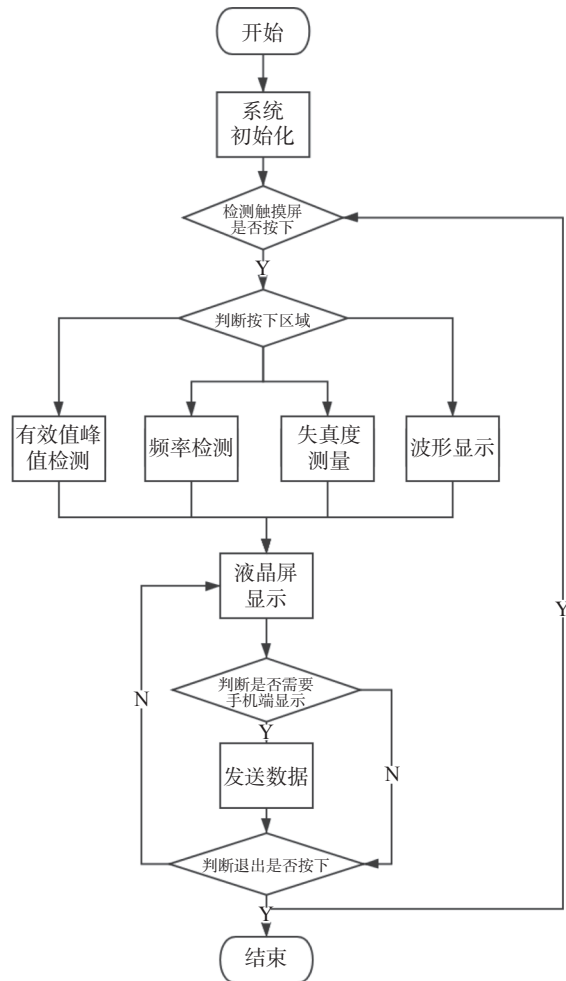 开始
系统
初始化
检测触摸屏
是否按下
Y
判断按下区域
有效值峰
值检测
频率检测
失真度
测量
波形显示
液晶屏
显示
Y
N
判断是否需要
手机端显示
Y
发送数据
N
判断退出是否按下
Y
结束